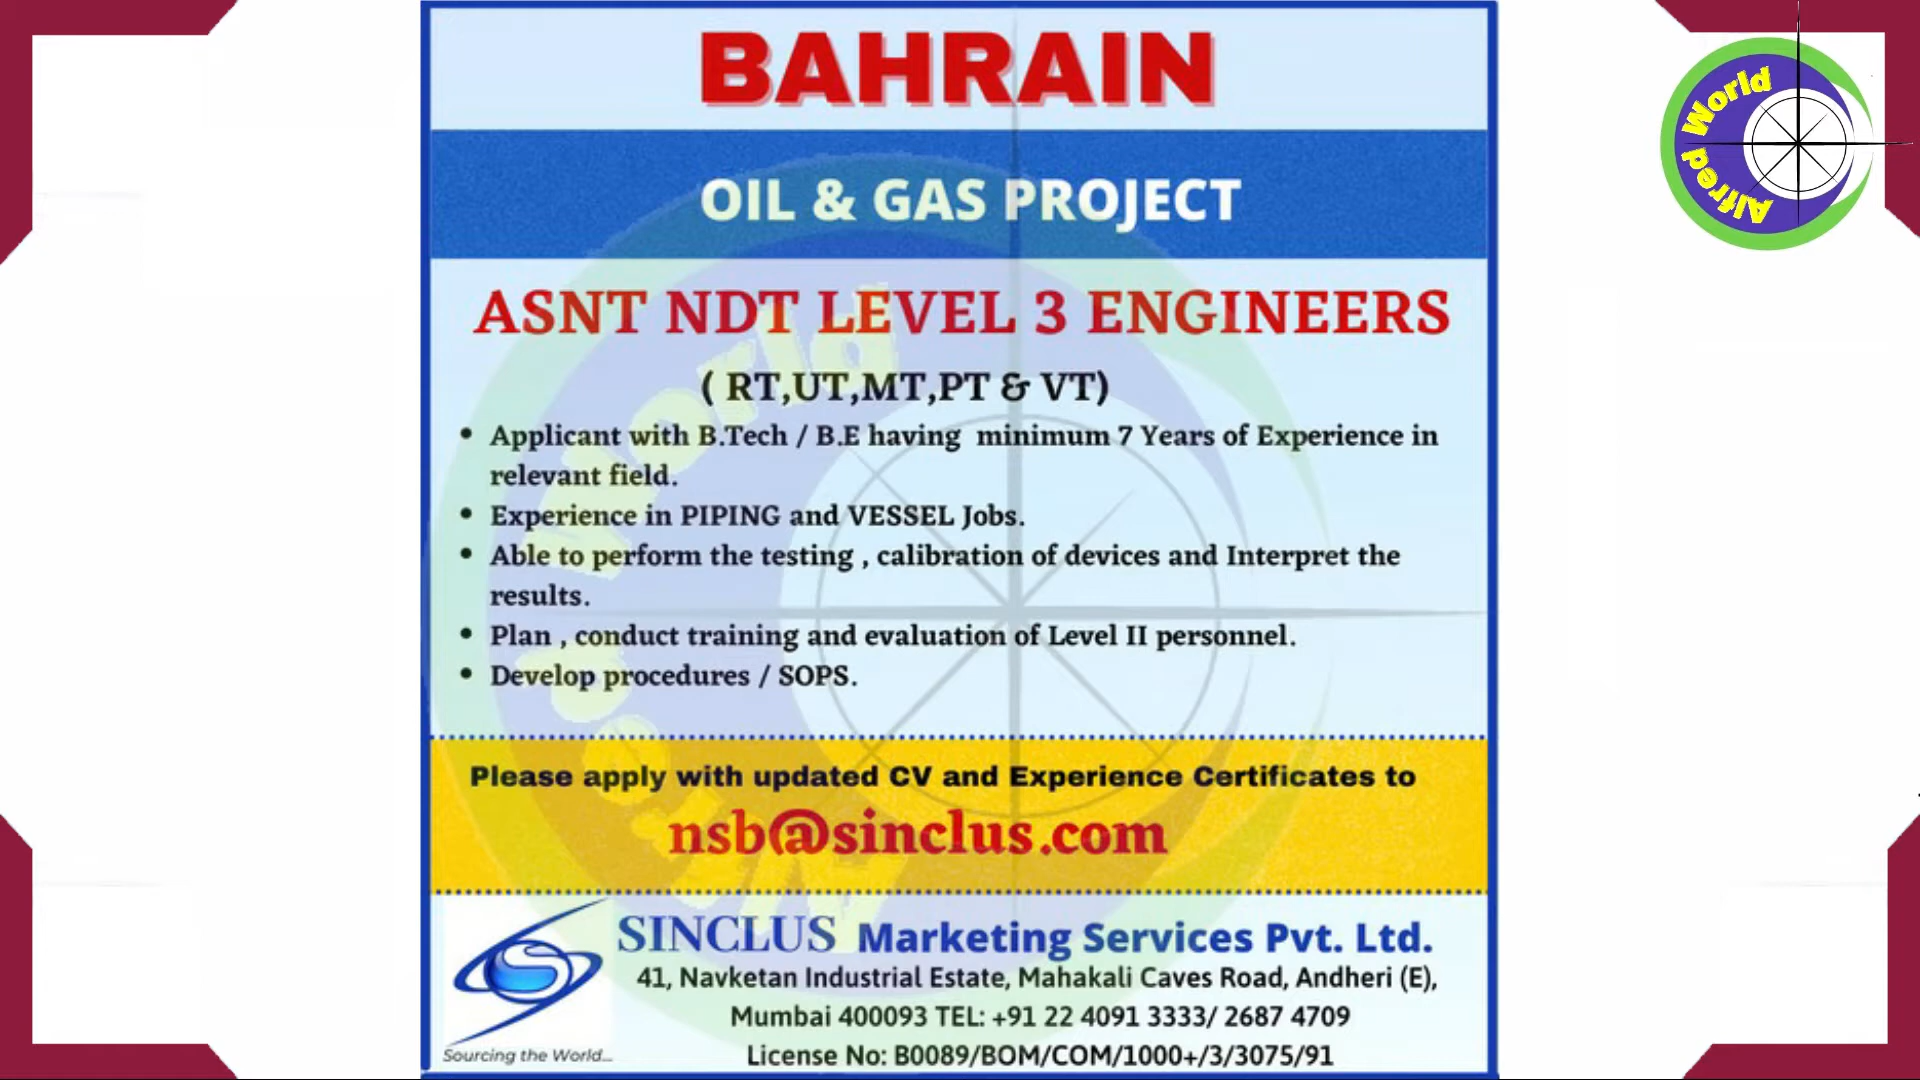 BAHRAIN
OIL & GAS PROJECT
ASNT NDT LEVEL 3 ENGINEERS
( RT,UT,MT,PT & VT)
• Applicant with B.Tech / B.E having minimum 7 Years of Experience in
relevant field.
• Experience in PIPING and VESSEL Jobs.
• Able to perform the testing , calibration of devices and Interpret the
results.
• Plan , conduct training and evaluation of Level II personnel.
• Develop procedures / SOPS.
Please apply with updated CV and Experience Certificates to
nsb@sinclus.com
SINCLUS Marketing Services Pvt. Ltd.
41, Navketan Industrial Estate, Mahakali Caves Road, Andheri (E),
Mumbai 400093 TEL: +91 22 4091 3333/ 2687 4709
License No: B0089/BOM/COM/1000+/3/3075/91
Sourcing the World...
Alfred World
Alfred World